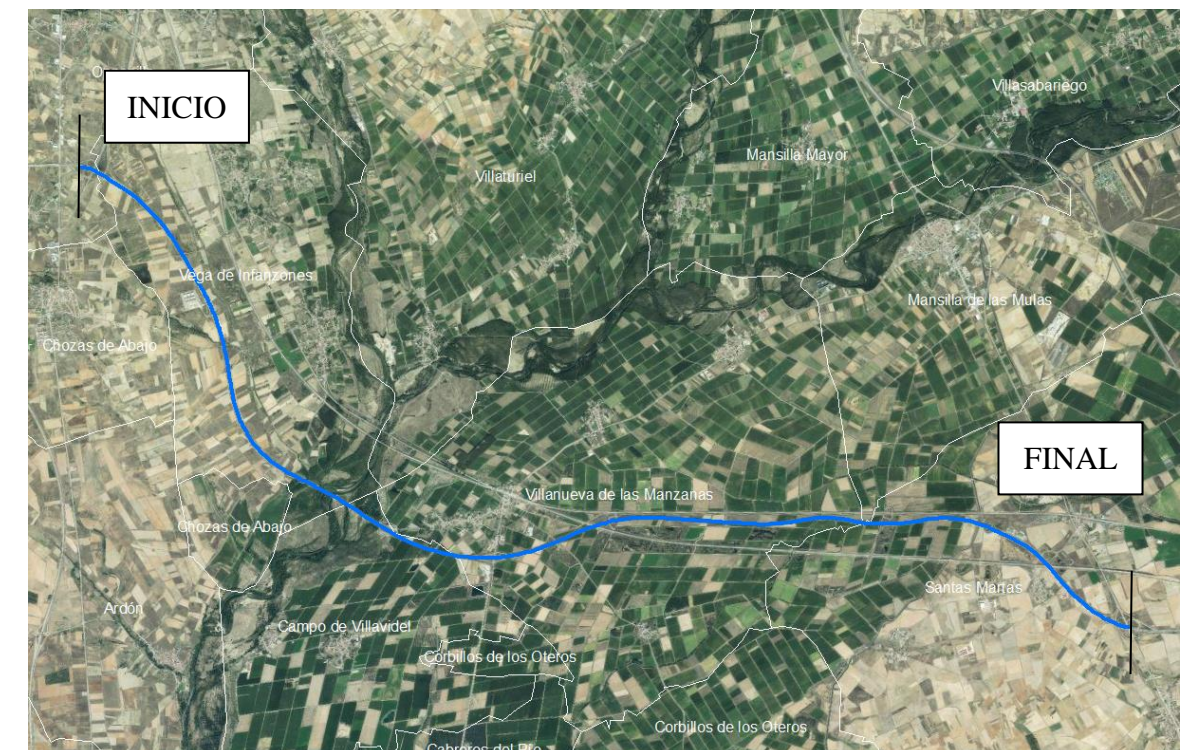 INICIO
Villasabariego
Mansilla Mayor
Villaturiel
Vega de Infanzones
Mansilla de las Mulas
Chozas de Abajo
FINAL
Villanueva de las Manzanas
Chozas de Abajo
Santas Martas
Ardón
Campo de Villavidel
Corbillos de los Oteros
Corbillos de los Oteros
Cabreros del Río